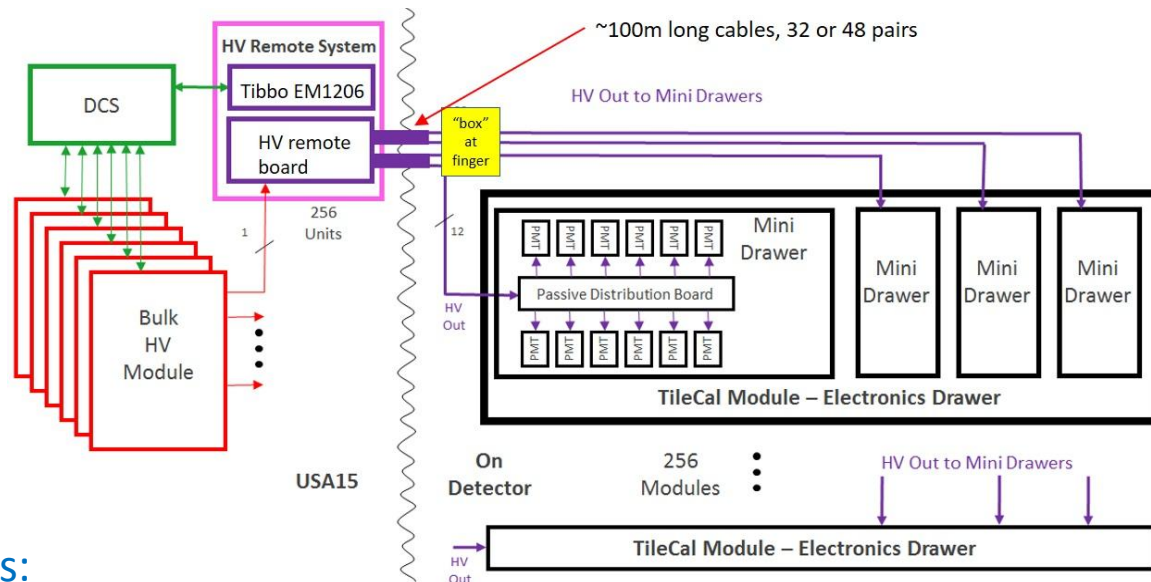 ~100m long cables, 32 or 48 pairs
HV Remote System
Tibbo EM1206
DCS
HV remote
board
"box"
at
finger
HV Out to Mini Drawers
256
Units
1
12
Bulk
HV
Module
PMT PMT PMT PMT PMT PMT
Mini
Drawer
Passive Distribution Board
HV
Out
PMT PMT PMT PMT PMT PMT
Mini
Drawer
Mini
Drawer
Mini
Drawer
TileCal Module – Electronics Drawer
USA15
On
Detector
256
Modules
HV Out to Mini Drawers
TileCal Module – Electronics Drawer
HV
Out
s: